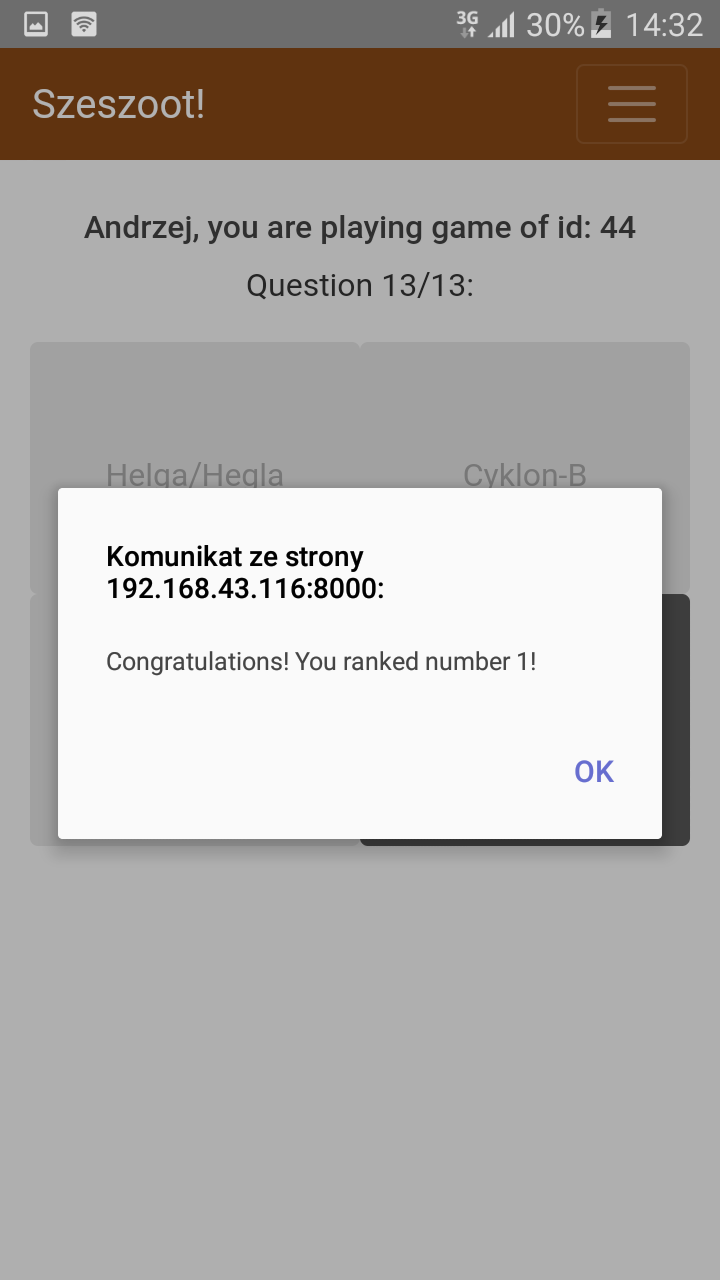 3G 30% 14:32
Szeszoot!
Andrzej, you are playing game of id: 44
Question 13/13:
Helga/Hegla Cyklon-B
Komunikat ze strony
192.168.43.116:8000:
Congratulations! You ranked number 1!
OK